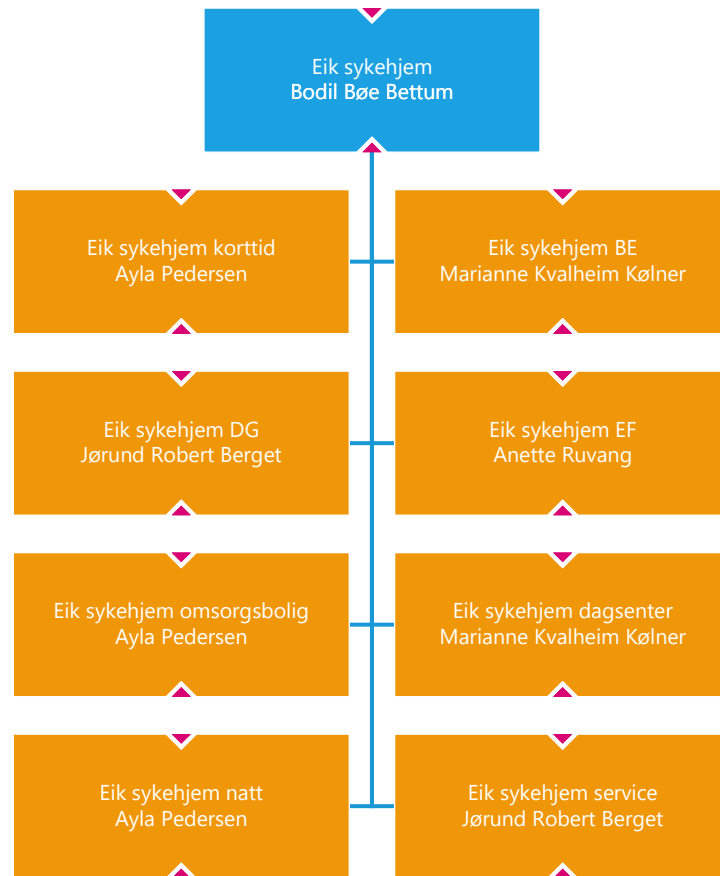 Eik sykehjem
Bodil Bøe Bettum
Eik sykehjem korttid
Ayla Pedersen
Eik sykehjem BE
Marianne Kvalheim Kølner
Eik sykehjem DG
Jørund Robert Berget
Eik sykehjem EF
Anette Ruvang
Eik sykehjem omsorgsbolig
Ayla Pedersen
Eik sykehjem dagsenter
Marianne Kvalheim Kølner
Eik sykehjem natt
Ayla Pedersen
Eik sykehjem service
Jørund Robert Berget